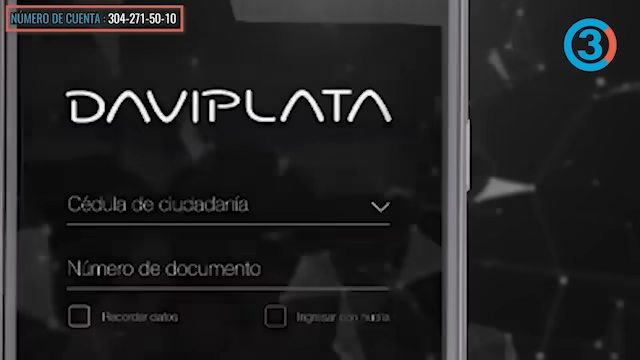 NÚMERO DE CUENTA : 304-271-50-10
3
DAVIPLATA
Cédula de ciudadanía
Número de documento
Recordar datos
Ingresar con huella